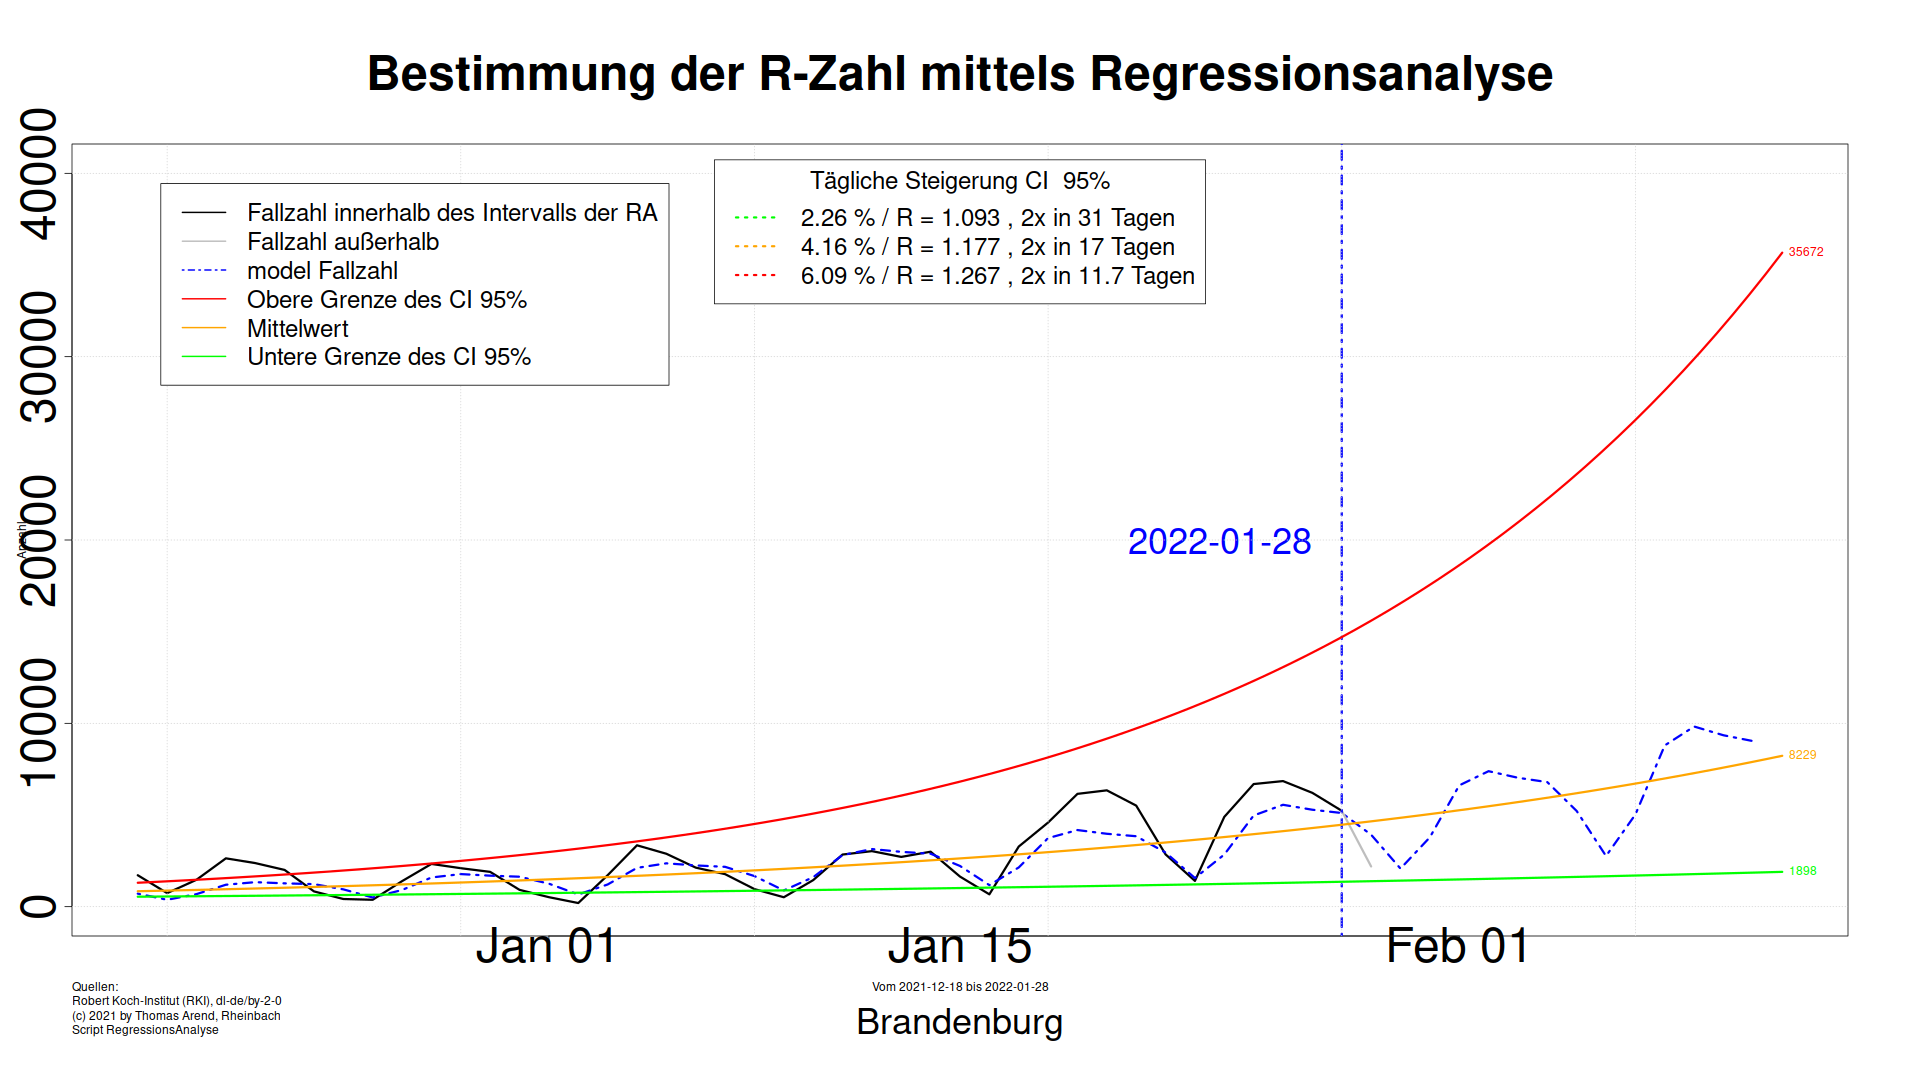 Bestimmung der R-Zahl mittels Regressionsanalyse
40000
30000
20000
10000
0
Anzahl
Fallzahl innerhalb des Intervalls der RA
Fallzahl außerhalb
model Fallzahl
Obere Grenze des CI 95%
Mittelwert
Untere Grenze des CI 95%
Tägliche Steigerung CI  95%
2.26 % / R = 1.093 , 2x in 31 Tagen
4.16 % / R = 1.177 , 2x in 17 Tagen
6.09 % / R = 1.267 , 2x in 11.7 Tagen
35672
2022-01-28
8229
1898
Jan 01
Jan 15
Feb 01
Quellen:
Robert Koch-Institut (RKI), dl-de/by-2-0
(c) 2021 by Thomas Arend, Rheinbach
Script RegressionsAnalyse
Vom 2021-12-18 bis 2022-01-28
Brandenburg